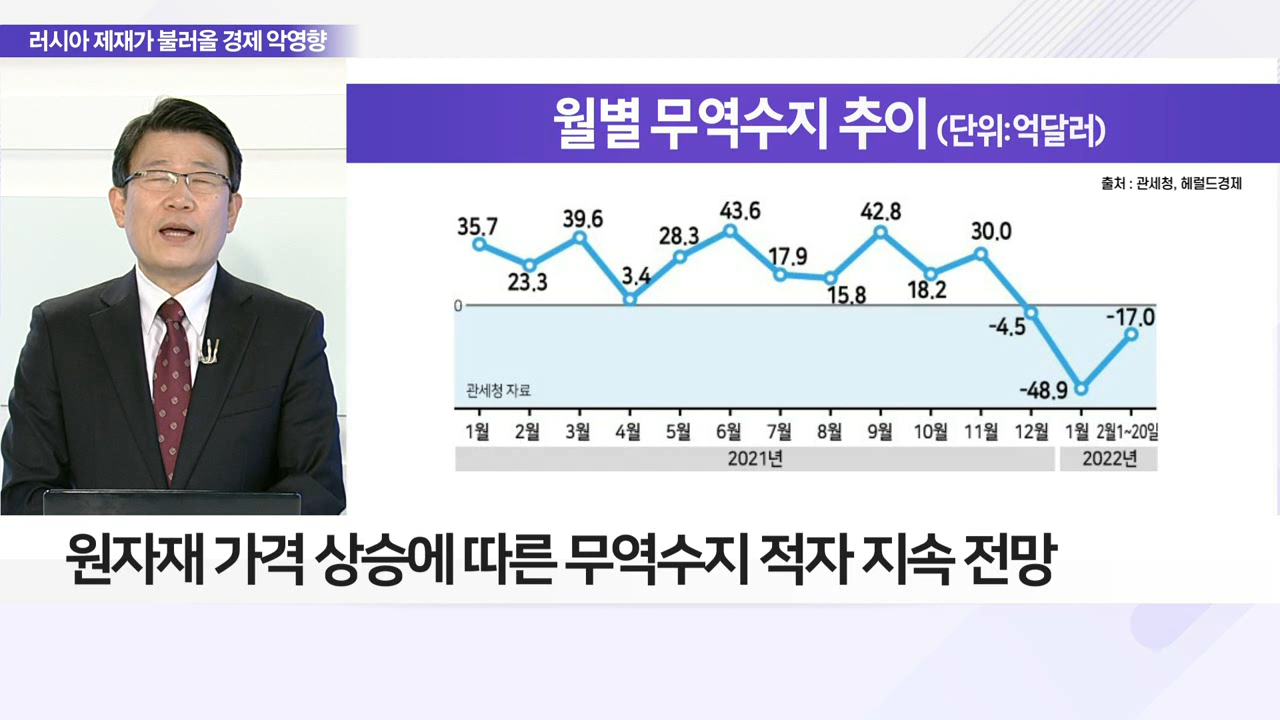 러시아 제재가 불러올 경제 악영향
월별 무역수지 추이 (단위:억달러)
출처 : 관세청, 헤럴드경제
35.7
23.3
39.6
3.4
28.3
43.6
17.9
15.8
42.8
18.2
30.0
-4.5
-48.9
-17.0
0
관세청 자료
1월 2월 3월 4월 5월 6월 7월 8월 9월 10월 11월 12월 1월 2월1~20일
2021년 2022년
원자재 가격 상승에 따른 무역수지 적자 지속 전망